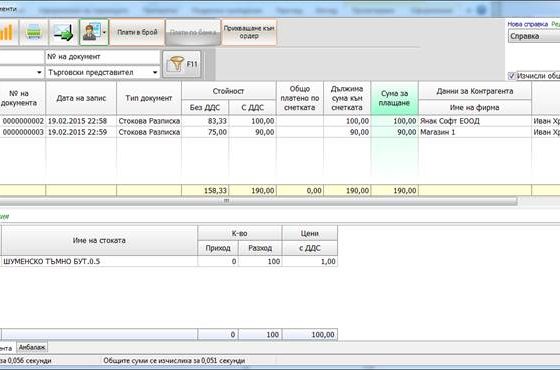 менти
Нова справка
Справка
Плати в брой
Плати по банка
Прихващане към ордер
F11
№ на документ
Търговски представител
Изчисли общ
№ на документа
Дата на запис
Тип документ
Стойност
Без ДДС
С ДДС
Общо платено по сметката
Дължима сума към сметката
Сума за плащане
Данни за Контрагента
Име на фирма
0000000002 19.02.2015 22:58 Стокова Разписка 83,33 100,00 100,00 100,00 Янак Софт ЕООД Иван Хр
0000000003 19.02.2015 22:59 Стокова Разписка 75,00 90,00 90,00 90,00 Магазин 1 Иван Хр
158,33 190,00 0,00 190,00 190,00
Име на стоката
К-во
Приход
Разход
Цени
с ДДС
ШУМЕНСКО ТЪМНО БУТ.0.5 0 100 1,00
0 100 100,00
Амбалаж
за 0,056 секунди
Общите суми се изчислиха за 0,051 секунди